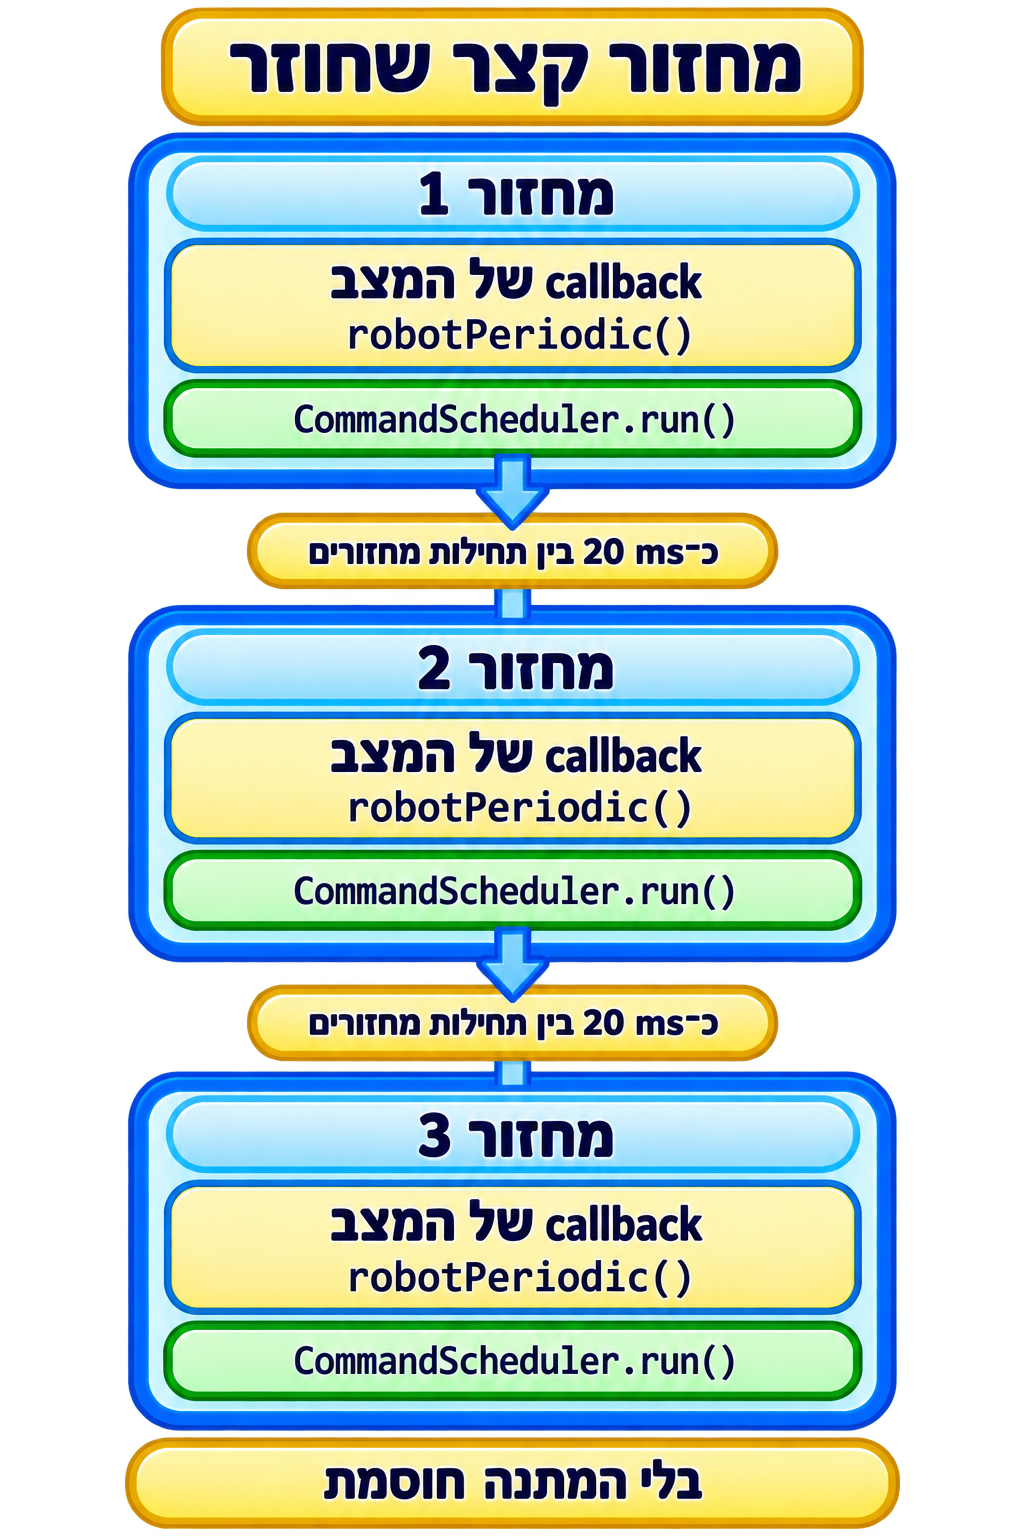 מחזור קצר שחוזר
מחזור 1
callback של המצב
robotPeriodic()
CommandScheduler.run()
כ־20 ms בין תחילות מחזורים
מחזור 2
callback של המצב
robotPeriodic()
CommandScheduler.run()
כ־20 ms בין תחילות מחזורים
מחזור 3
callback של המצב
robotPeriodic()
CommandScheduler.run()
בלי המתנה חוסמת